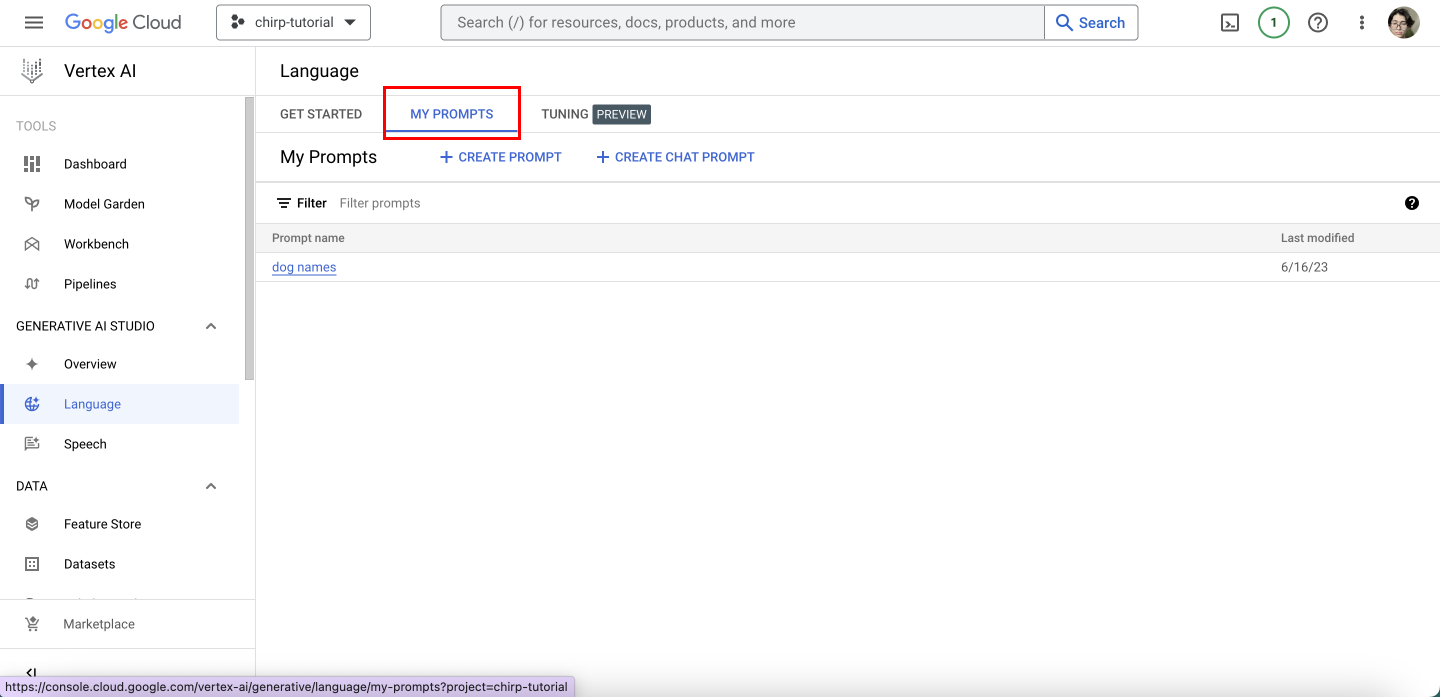 Google Cloud
chirp-tutorial
Search (/) for resources, docs, products, and more
Search
1
Vertex AI
Language
TOOLS
GET STARTED
MY PROMPTS
TUNING PREVIEW
Dashboard
My Prompts
CREATE PROMPT
CREATE CHAT PROMPT
Model Garden
Filter Filter prompts
Workbench
Prompt name
Last modified
Pipelines
dog names
6/16/23
GENERATIVE AI STUDIO
Overview
Language
Speech
DATA
Feature Store
Datasets
Marketplace
https://console.cloud.google.com/vertex-ai/generative/language/my-prompts?project=chirp-tutorial